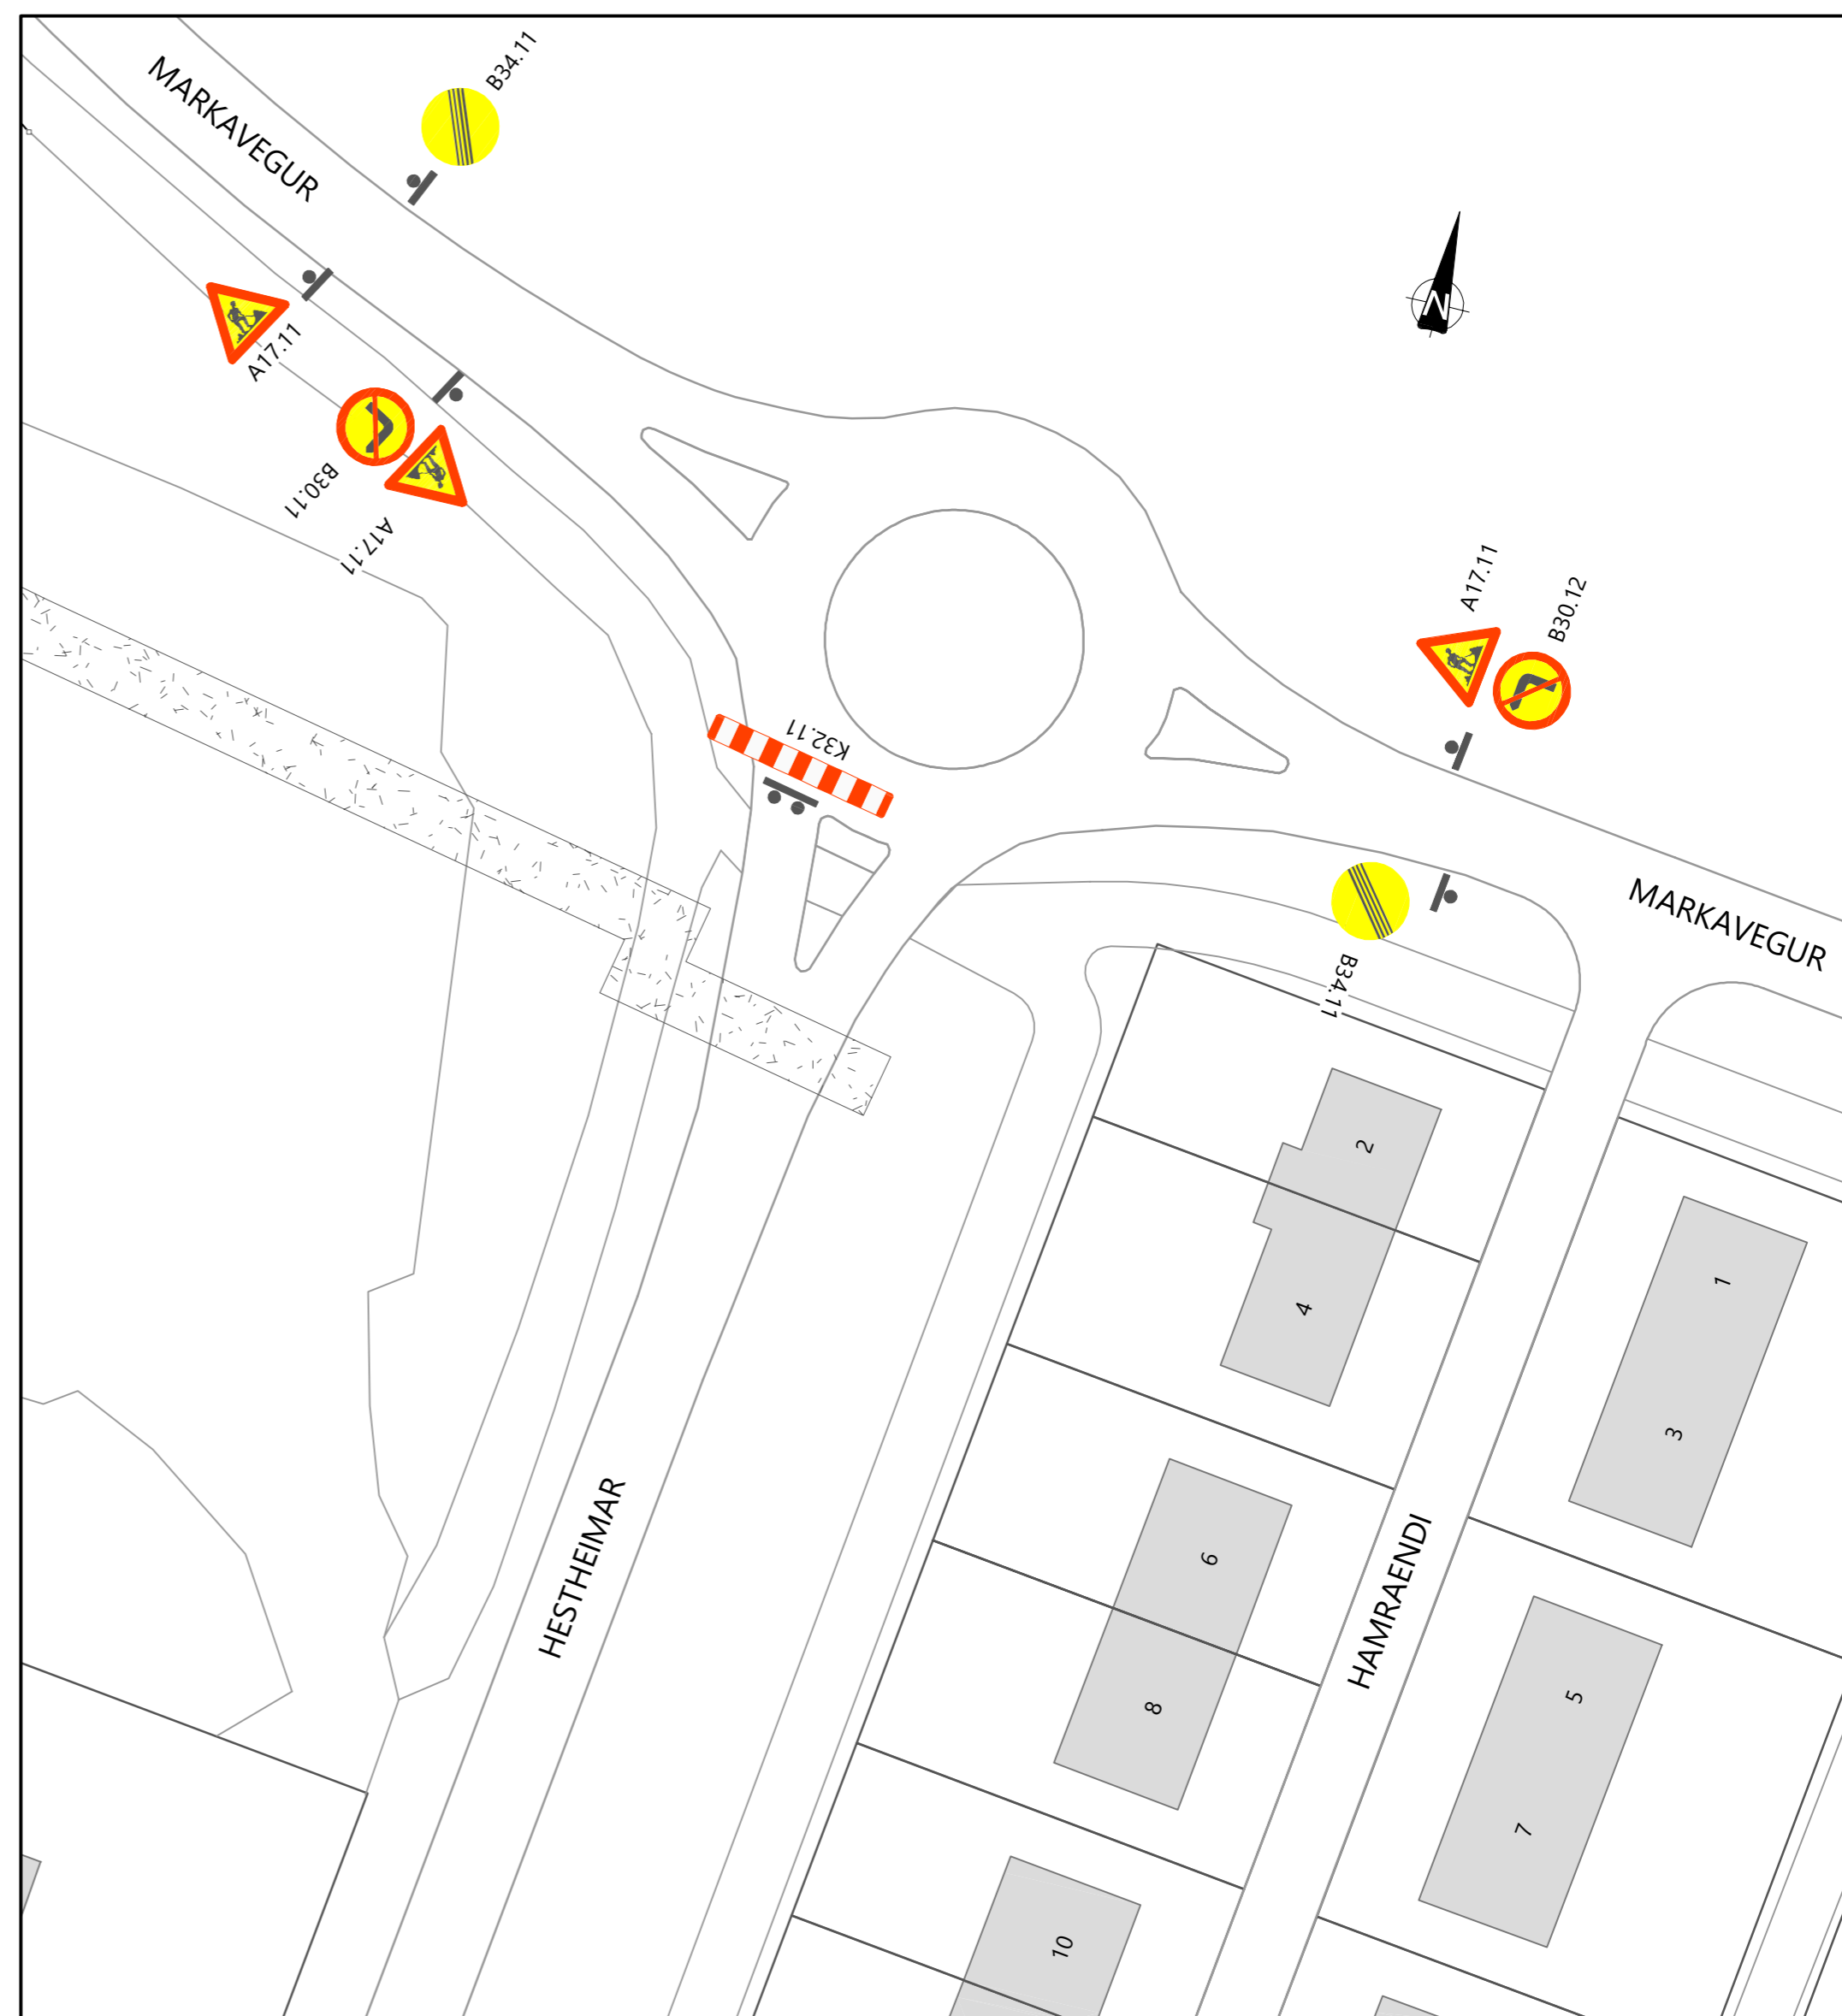 MARKAVEGUR
B34.11
N
A17.11
B30.11
A17.11
A17.11
B30.12
K32.11
MARKAVEGUR
B34.11
2
4
1
3
6
8
5
7
10
HESTHEIMAR
HAMRAENDI